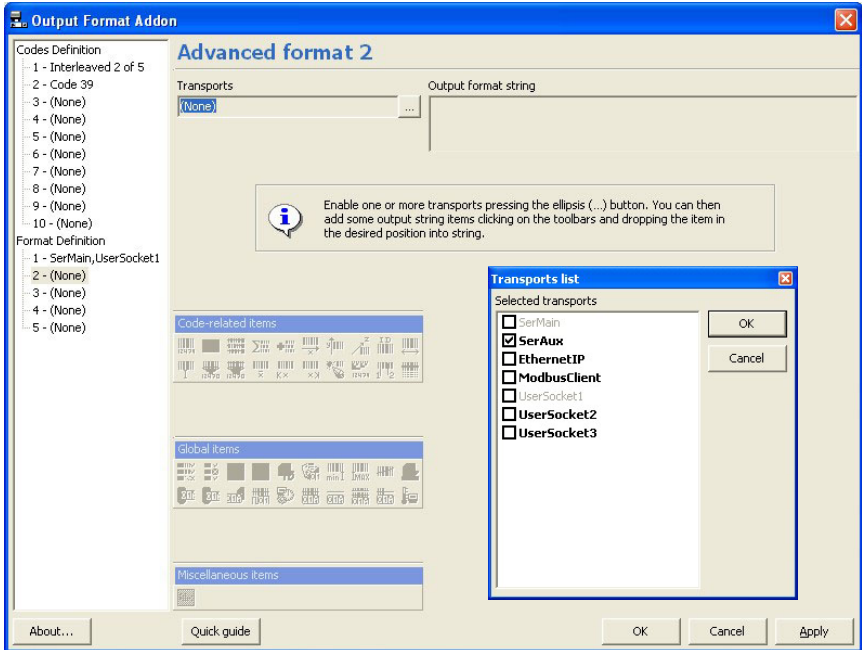 Output Format Addon
Codes Definition
1 - Interleaved 2 of 5
2 - Code 39
3 - (None)
4 - (None)
5 - (None)
6 - (None)
7 - (None)
8 - (None)
9 - (None)
10 - (None)
Format Definition
1 - SerMain,UserSocket1
2 - (None)
3 - (None)
4 - (None)
5 - (None)
Advanced format 2
Transports
(None)
...
Output format string
Enable one or more transports pressing the ellipsis (...) button. You can then
add some output string items clicking on the toolbars and dropping the item in
the desired position into string.
Code-related items
Global items
Miscellaneous items
Transports list
Selected transports
SerMain
SerAux
EthernetIP
ModbusClient
UserSocket1
UserSocket2
UserSocket3
OK
Cancel
About...
Quick guide
OK
Cancel
Apply